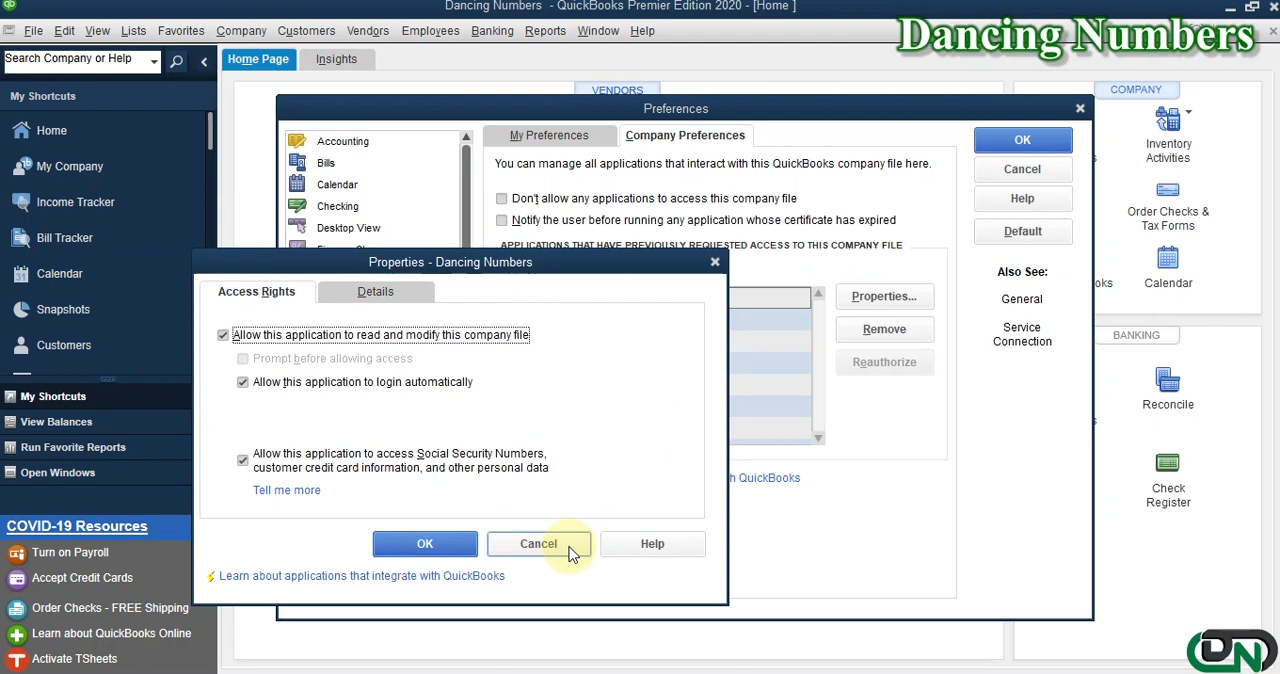 Dancing Numbers - QuickBooks Premier Edition 2020 - [Home ]
File Edit View Lists Favorites Company Customers Vendors Employees Banking Reports Window Help
Dancing Numbers
Search Company or Help
Home Page
Insights
My Shortcuts
Home
My Company
Income Tracker
Bill Tracker
Calendar
Snapshots
Customers
My Shortcuts
View Balances
Run Favorite Reports
Open Windows
COVID-19 Resources
Turn on Payroll
Accept Credit Cards
Order Checks - FREE Shipping
Learn about QuickBooks Online
Activate TSheets
VENDORS
Preferences
Accounting
Bills
Calendar
Checking
Desktop View
My Preferences
Company Preferences
You can manage all applications that interact with this QuickBooks company file here.
Don't allow any applications to access this company file
Notify the user before running any application whose certificate has expired
APPLICATIONS THAT HAVE PREVIOUSLY REQUESTED ACCESS TO THIS COMPANY FILE
Properties...
Remove
Reauthorize
h QuickBooks
OK
Cancel
Help
Default
Also See:
General
Service
Connection
Properties - Dancing Numbers
Access Rights
Details
Allow this application to read and modify this company file
Prompt before allowing access
Allow this application to login automatically
Allow this application to access Social Security Numbers,
customer credit card information, and other personal data
Tell me more
OK
Cancel
Help
Learn about applications that integrate with QuickBooks
COMPANY
Inventory
Activities
Order Checks &
Tax Forms
oks
Calendar
BANKING
Reconcile
Check
Register
DN